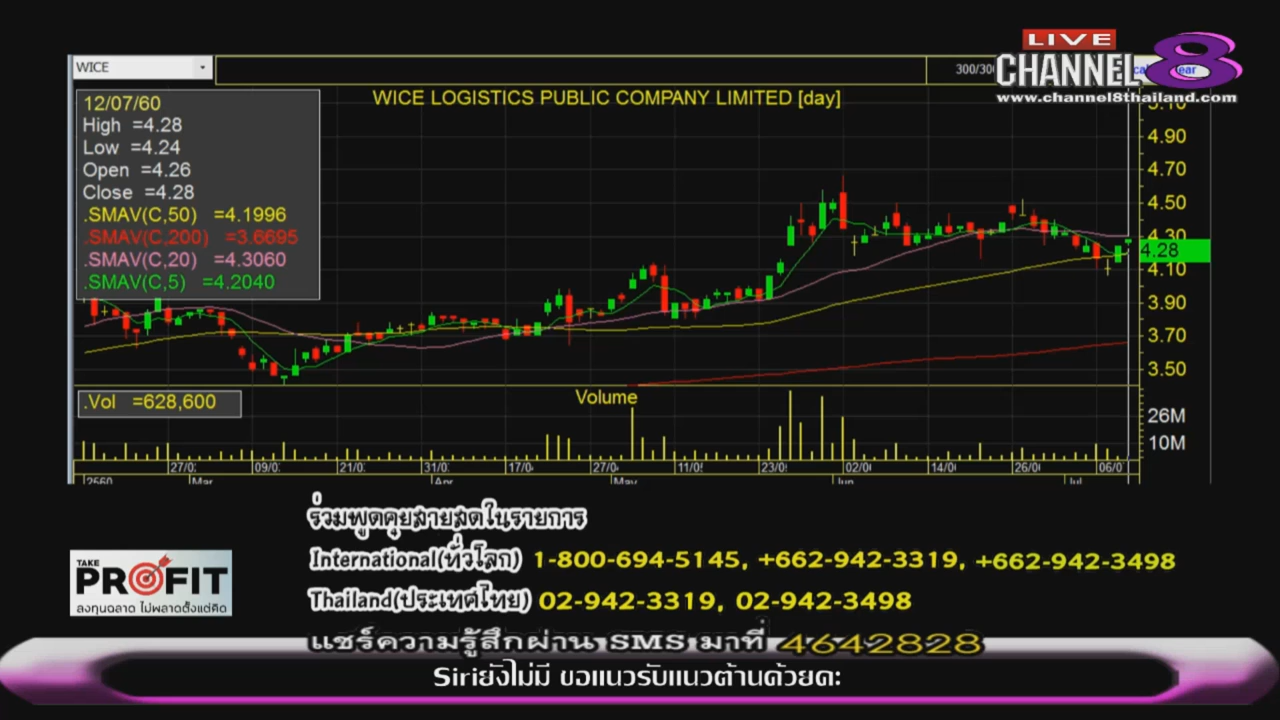 WICE
300/300
LIVE
CHANNEL 8
www.channel8thailand.com
WICE LOGISTICS PUBLIC COMPANY LIMITED [day]
12/07/60
High =4.28
Low =4.24
Open =4.26
Close =4.28
.SMAV(C,50) =4.1996
.SMAV(C,200) =3.6695
.SMAV(C,20) =4.3060
.SMAV(C,5) =4.2040
5.10
4.90
4.70
4.50
4.30
4.28
4.10
3.90
3.70
3.50
.Vol =628,600
Volume
26M
10M
27/0 09/0 21/0 31/0 17/0 27/0 11/0 23/0 02/0 14/0 26/0 06/0
2560 Mar Apr May Jun Jul
ร่วมพูดคุยสายสดในรายการ
International(ทั่วโลก) 1-800-694-5145, +662-942-3319, +662-942-3498
Thailand(ประเทศไทย) 02-942-3319, 02-942-3498
TAKE
PROFIT
ลงทุนฉลาด ไม่พลาดตั้งแต่คิด
แชร์ความรู้สึกผ่าน SMS มาที่ 4642828
Siriยังไม่มี ขอแนวรับแนวต้านด้วยคะ